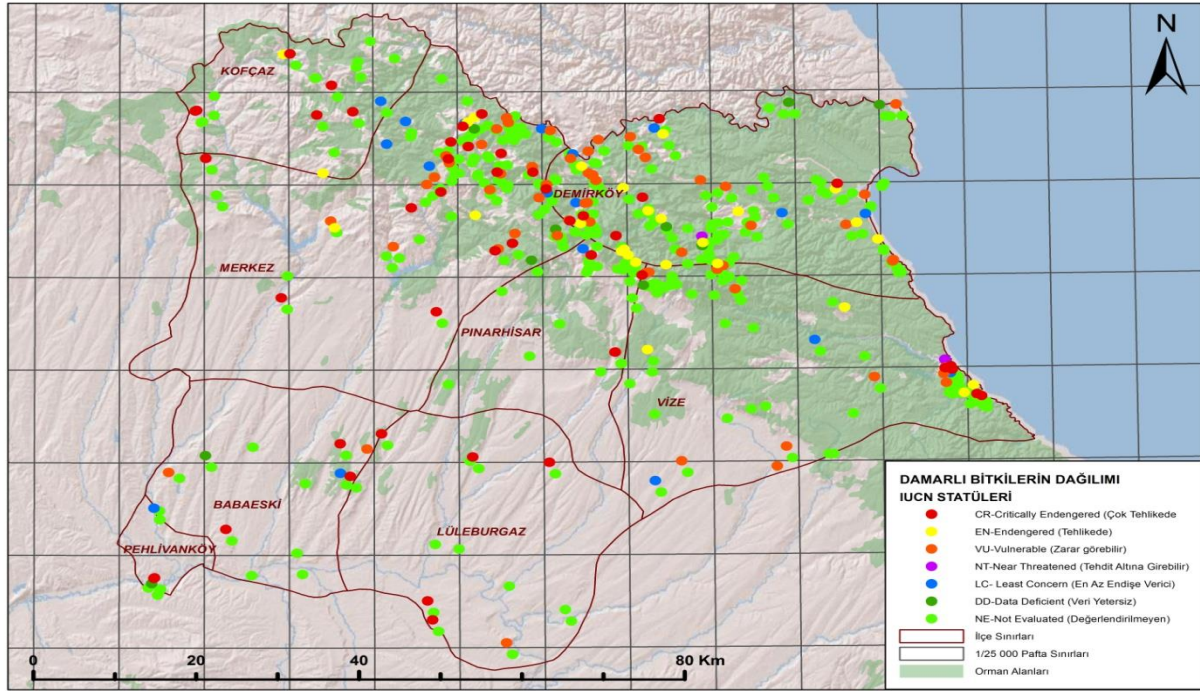 N
KOFÇAZ
DEMİRKÖY
MERKEZ
PINARHİSAR
VİZE
BABAESKİ
LÜLEBURGAZ
PEHLİVANKÖY
DAMARLI BİTKİLERİN DAĞILIMI
IUCN STATÜLERİ
CR-Critically Endangered (Çok Tehlikede
EN-Endangered (Tehlikede)
VU-Vulnerable (Zarar görebilir)
NT-Near Threatened (Tehdit Altına Girebilir)
LC- Least Concern (En Az Endişe Verici)
DD-Data Deficient (Veri Yetersiz)
NE-Not Evaluated (Değerlendirilmeyen)
İlçe Sınırları
1/25 000 Pafta Sınırları
Orman Alanları
0 20 40 80 Km